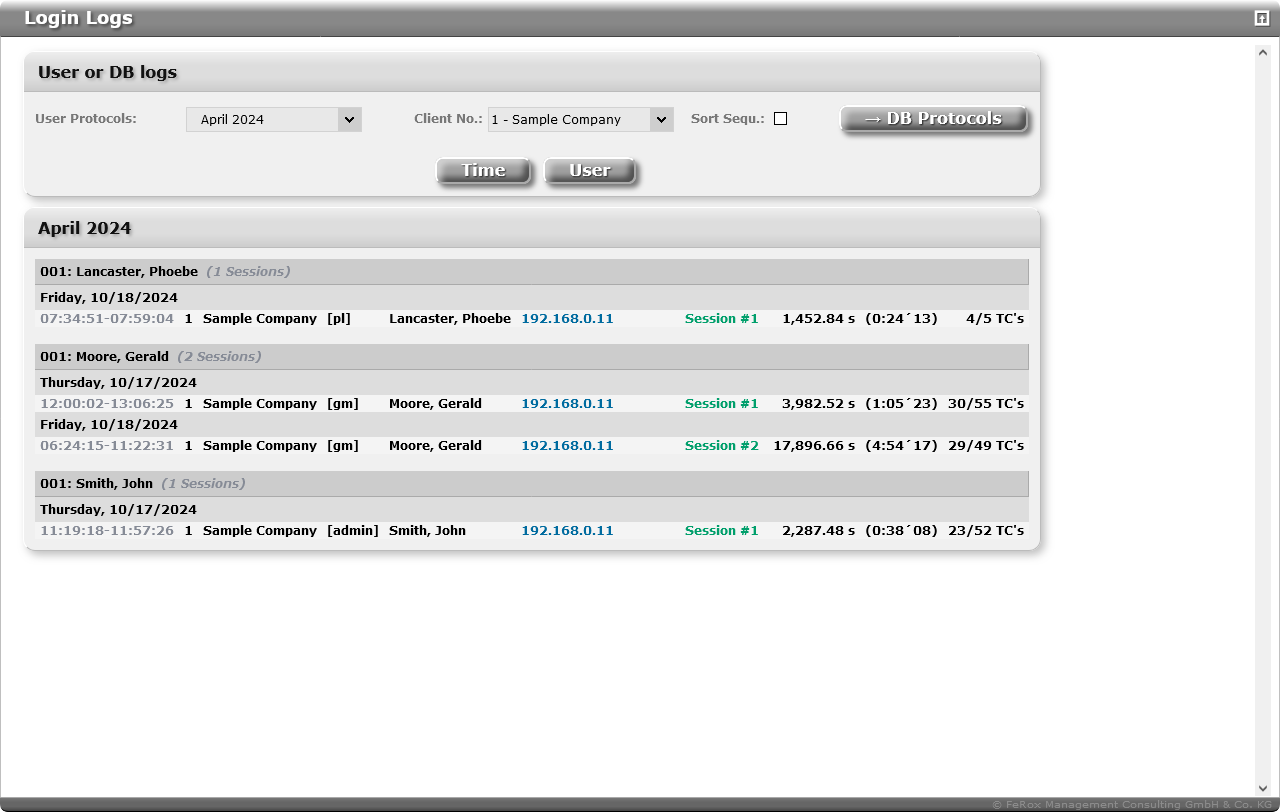 Login Logs
User or DB logs
User Protocols: April 2024 Client No.: 1 - Sample Company Sort Sequ.: → DB Protocols
Time User
April 2024
001: Lancaster, Phoebe (1 Sessions)
Friday, 10/18/2024
07:34:51-07:59:04 1 Sample Company [pl] Lancaster, Phoebe 192.168.0.11 Session #1 1,452.84 s (0:24´13) 4/5 TC's
001: Moore, Gerald (2 Sessions)
Thursday, 10/17/2024
12:00:02-13:06:25 1 Sample Company [gm] Moore, Gerald 192.168.0.11 Session #1 3,982.52 s (1:05´23) 30/55 TC's
Friday, 10/18/2024
06:24:15-11:22:31 1 Sample Company [gm] Moore, Gerald 192.168.0.11 Session #2 17,896.66 s (4:54´17) 29/49 TC's
001: Smith, John (1 Sessions)
Thursday, 10/17/2024
11:19:18-11:57:26 1 Sample Company [admin] Smith, John 192.168.0.11 Session #1 2,287.48 s (0:38´08) 23/52 TC's
© FeRox Management Consulting GmbH & Co. KG